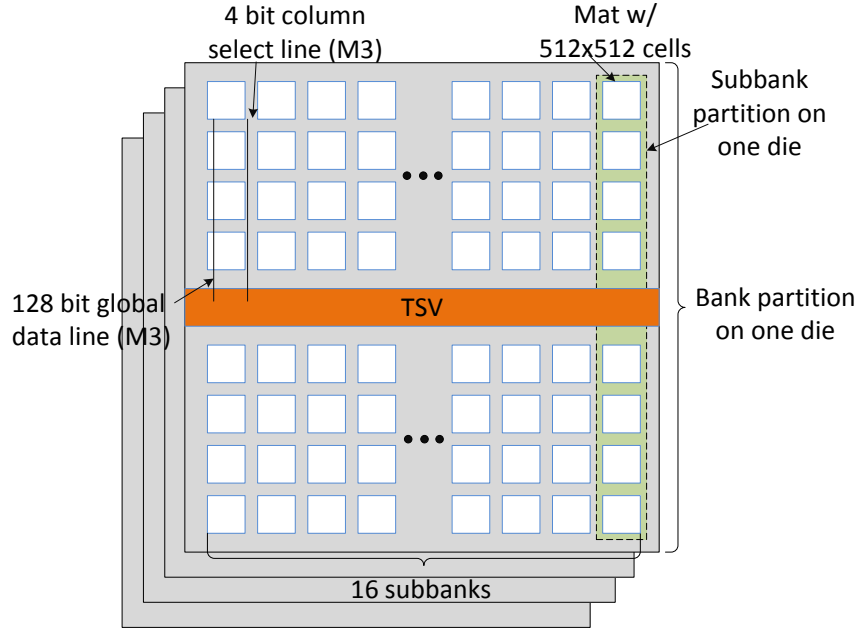 4 bit column
select line (M3)
Mat w/
512x512 cells
Subbank
partition on
one die
128 bit global
data line (M3)
TSV
Bank partition
on one die
16 subbanks